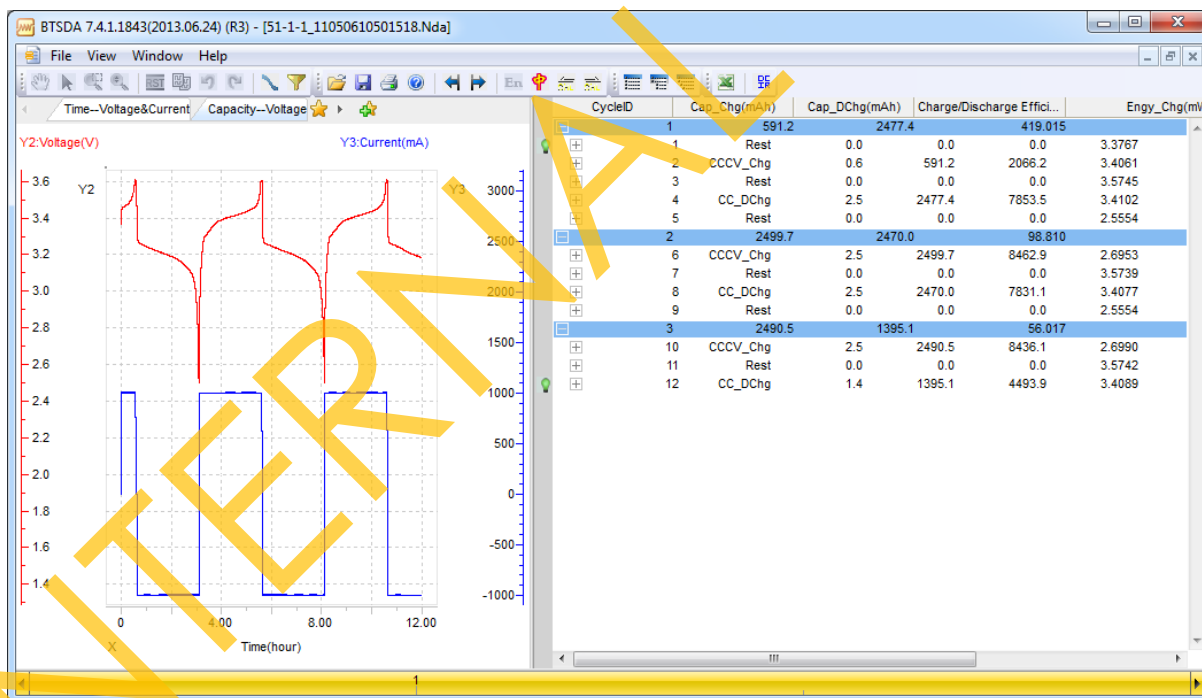 BTSDA 7.4.1.1843(2013.06.24) (R3) - [51-1-1_11050610501518.Nda]
File View Window Help
RST En
Time--Voltage&Current Capacity--Voltage
CycleID Cap_Chg(mAh) Cap_DChg(mAh) Charge/Discharge Effici... Engy_Chg(mW
Y2:Voltage(V) Y3:Current(mA)
Y2 Y3
3.6
3.4
3.2
3.0
2.8
2.6
2.4
2.2
2.0
1.8
1.6
1.4
3000
2500
2000
1500
1000
500
0
-500
-1000
0 4.00 8.00 12.00
X Time(hour)
1 591.2 2477.4 419.015
1 Rest 0.0 0.0 0.0 3.3767
2 CCCV_Chg 0.6 591.2 2066.2 3.4061
3 Rest 0.0 0.0 0.0 3.5745
4 CC_DChg 2.5 2477.4 7853.5 3.4102
5 Rest 0.0 0.0 0.0 2.5554
2 2499.7 2470.0 98.810
6 CCCV_Chg 2.5 2499.7 8462.9 2.6953
7 Rest 0.0 0.0 0.0 3.5739
8 CC_DChg 2.5 2470.0 7831.1 3.4077
9 Rest 0.0 0.0 0.0 2.5554
3 2490.5 1395.1 56.017
10 CCCV_Chg 2.5 2490.5 8436.1 2.6990
11 Rest 0.0 0.0 0.0 3.5742
12 CC_DChg 1.4 1395.1 4493.9 3.4089
1